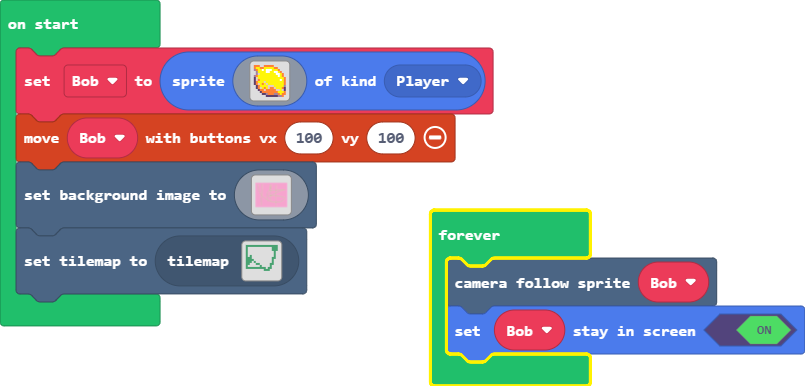 on start
set Bob to sprite of kind Player
move Bob with buttons vx 100 vy 100
set background image to
set tilemap to tilemap
forever
camera follow sprite Bob
set Bob stay in screen ON